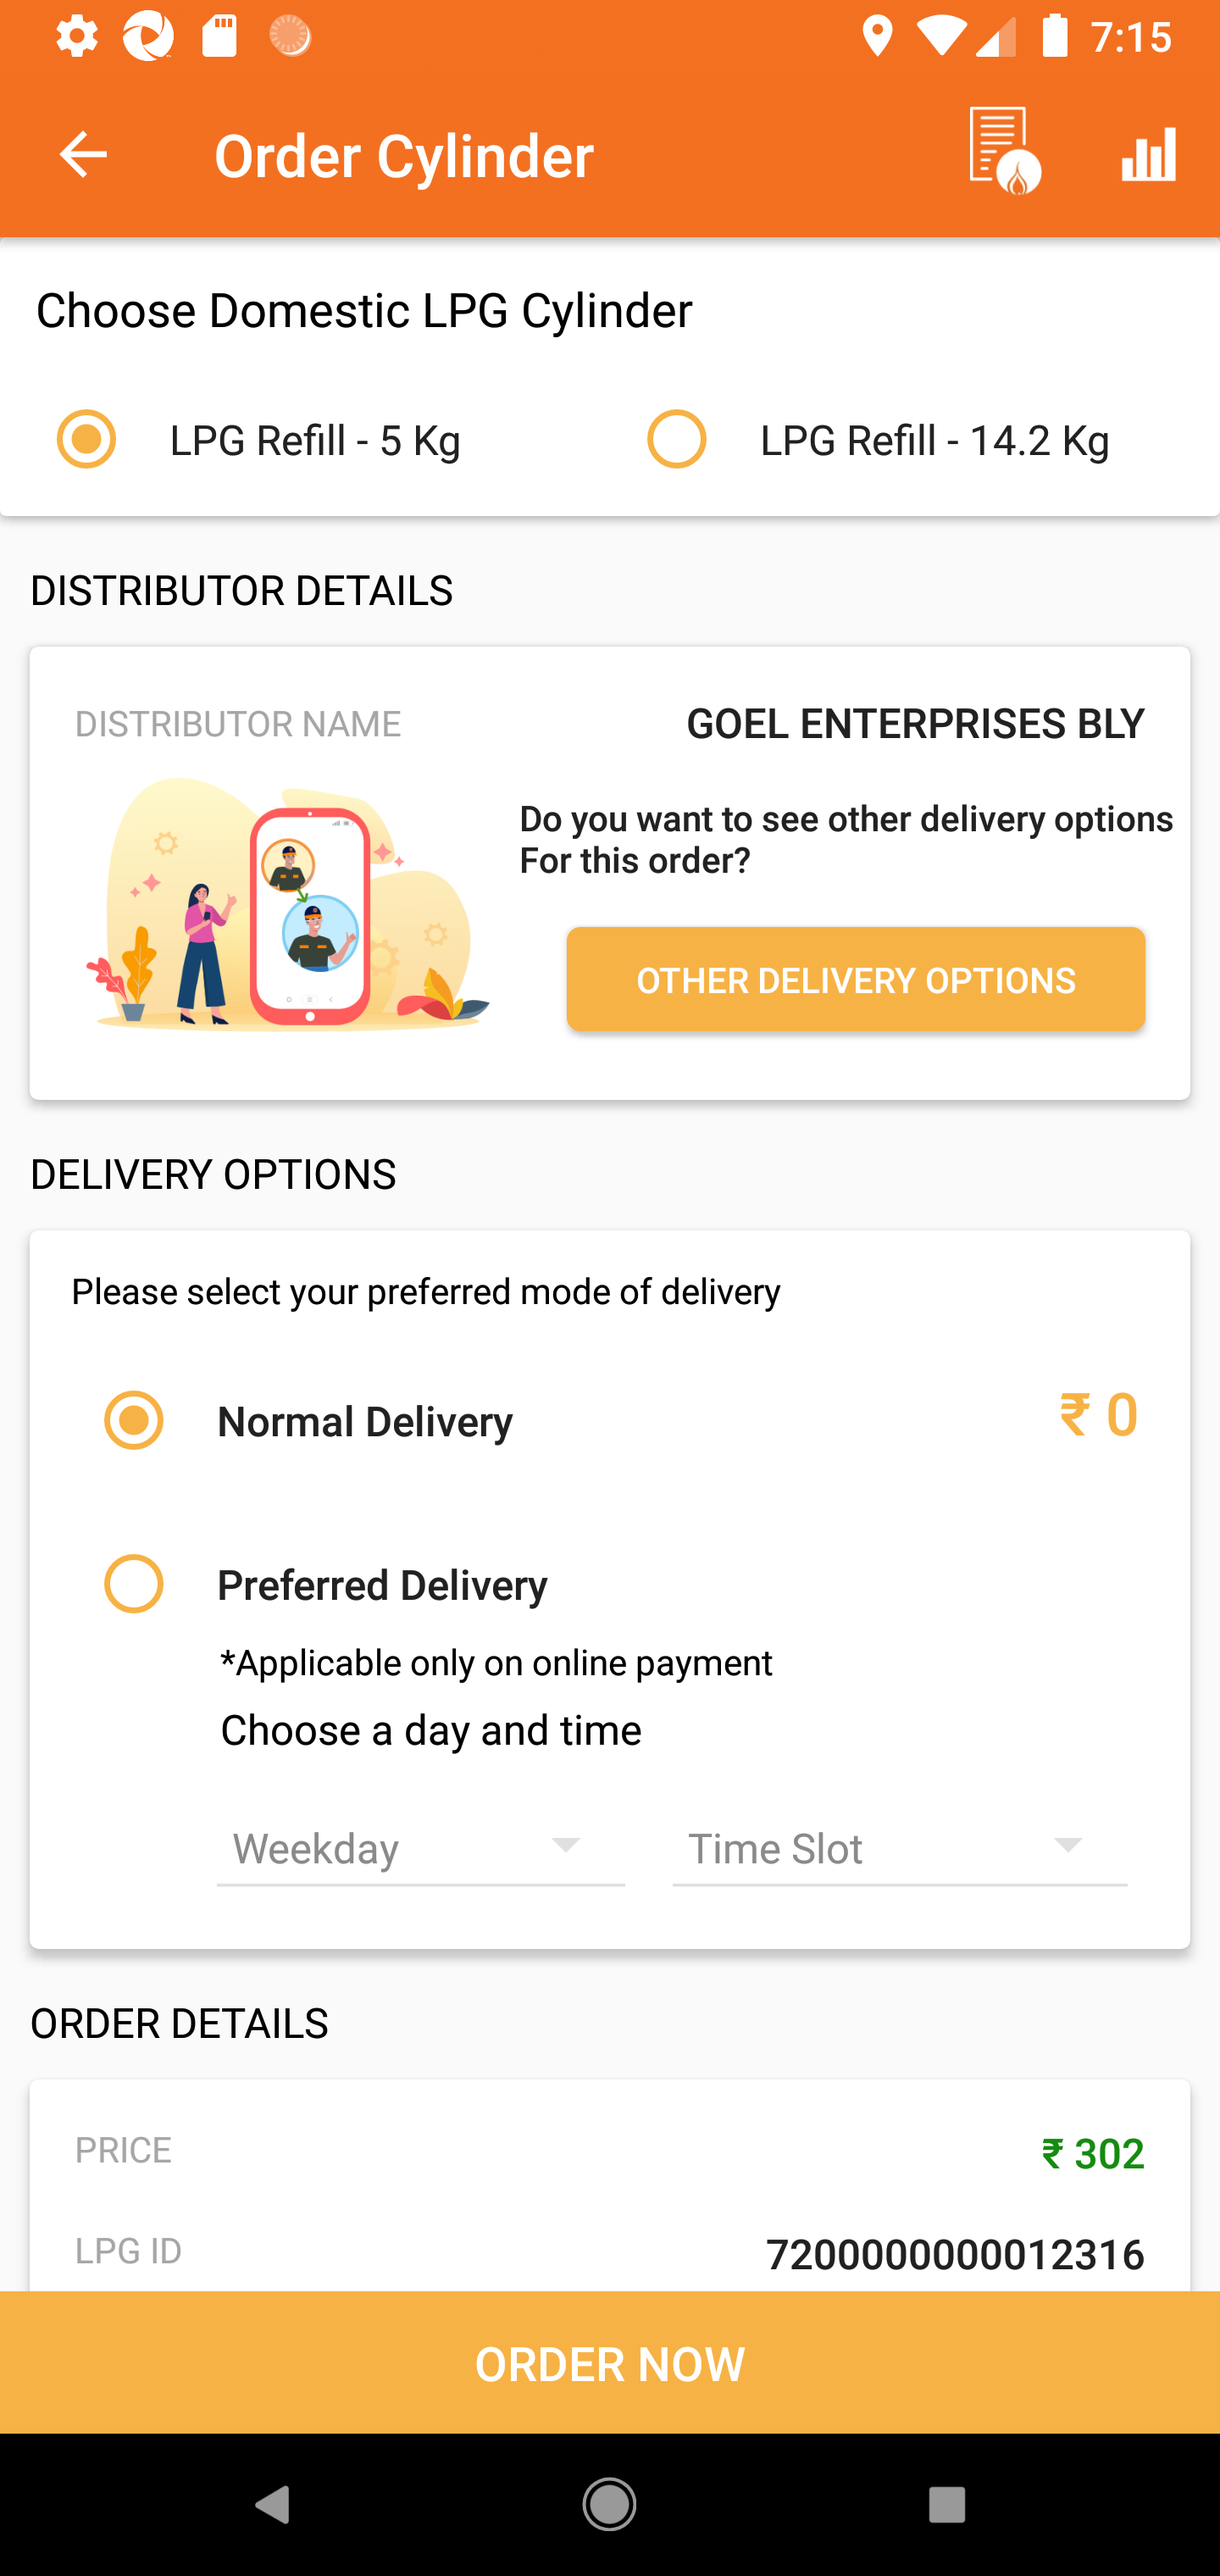 7:15
Order Cylinder
Choose Domestic LPG Cylinder
LPG Refill - 5 Kg
LPG Refill - 14.2 Kg
DISTRIBUTOR DETAILS
DISTRIBUTOR NAME
GOEL ENTERPRISES BLY
Do you want to see other delivery options
For this order?
OTHER DELIVERY OPTIONS
DELIVERY OPTIONS
Please select your preferred mode of delivery
Normal Delivery
₹ 0
Preferred Delivery
*Applicable only on online payment
Choose a day and time
Weekday
Time Slot
ORDER DETAILS
PRICE
₹ 302
LPG ID
7200000000012316
ORDER NOW